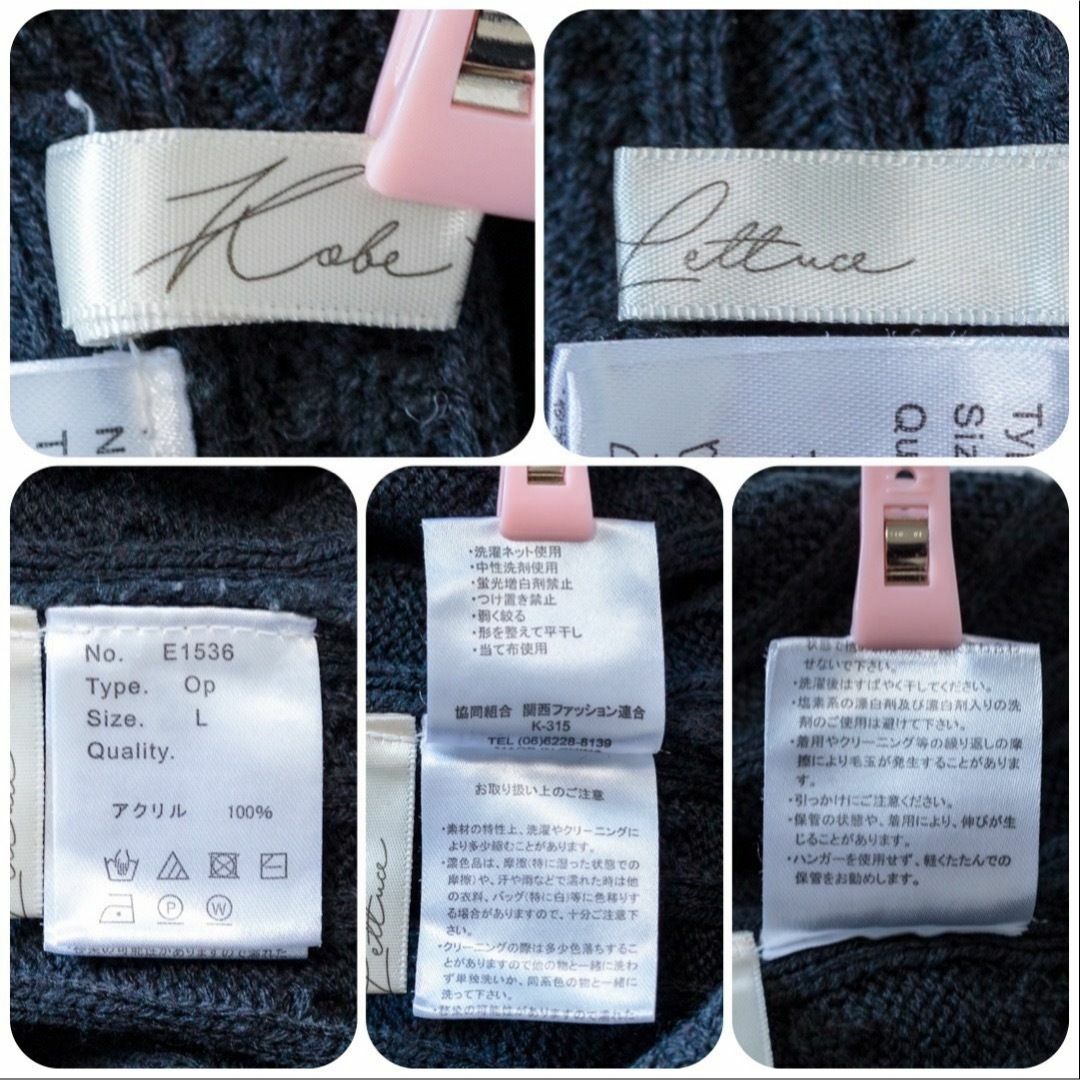 Robe
Lettuce
No. E1536
Type. Op
Size. L
Quality.
アクリル 100%
P
W
・洗濯ネット使用
・中性洗剤使用
・蛍光増白剤禁止
・つけ置き禁止
・弱く絞る
・形を整えて平干し
・当て布使用
協同組合 関西ファッション連合
K-315
TEL (06)6228-8139
お取り扱い上のご注意
・素材の特性上、洗濯やクリーニングに
より多少縮むことがあります。
・濃色品は、摩擦(特に湿った状態での
摩擦)や、汗や雨などで濡れた時は他
の衣料、バッグ(特に白)等に色移りす
る場合がありますので、十分ご注意下
さい。
・クリーニングの際は多少色落ちするこ
とがありますので他の物と一緒に洗わ
ず単独洗いか、同系色の物と一緒に
洗って下さい。
Lettuce
せないで下さい。
・洗濯後はすばやく干してください。
・塩素系の漂白剤及び漂白剤入りの洗
剤のご使用は避けて下さい。
・着用やクリーニング等の繰り返しの摩
擦により毛玉が発生することがありま
す。
・引っかけにご注意ください。
・保管の状態や、着用により、伸びが生
じることがあります。
・ハンガーを使用せず、軽くたたんでの
保管をお勧めします。